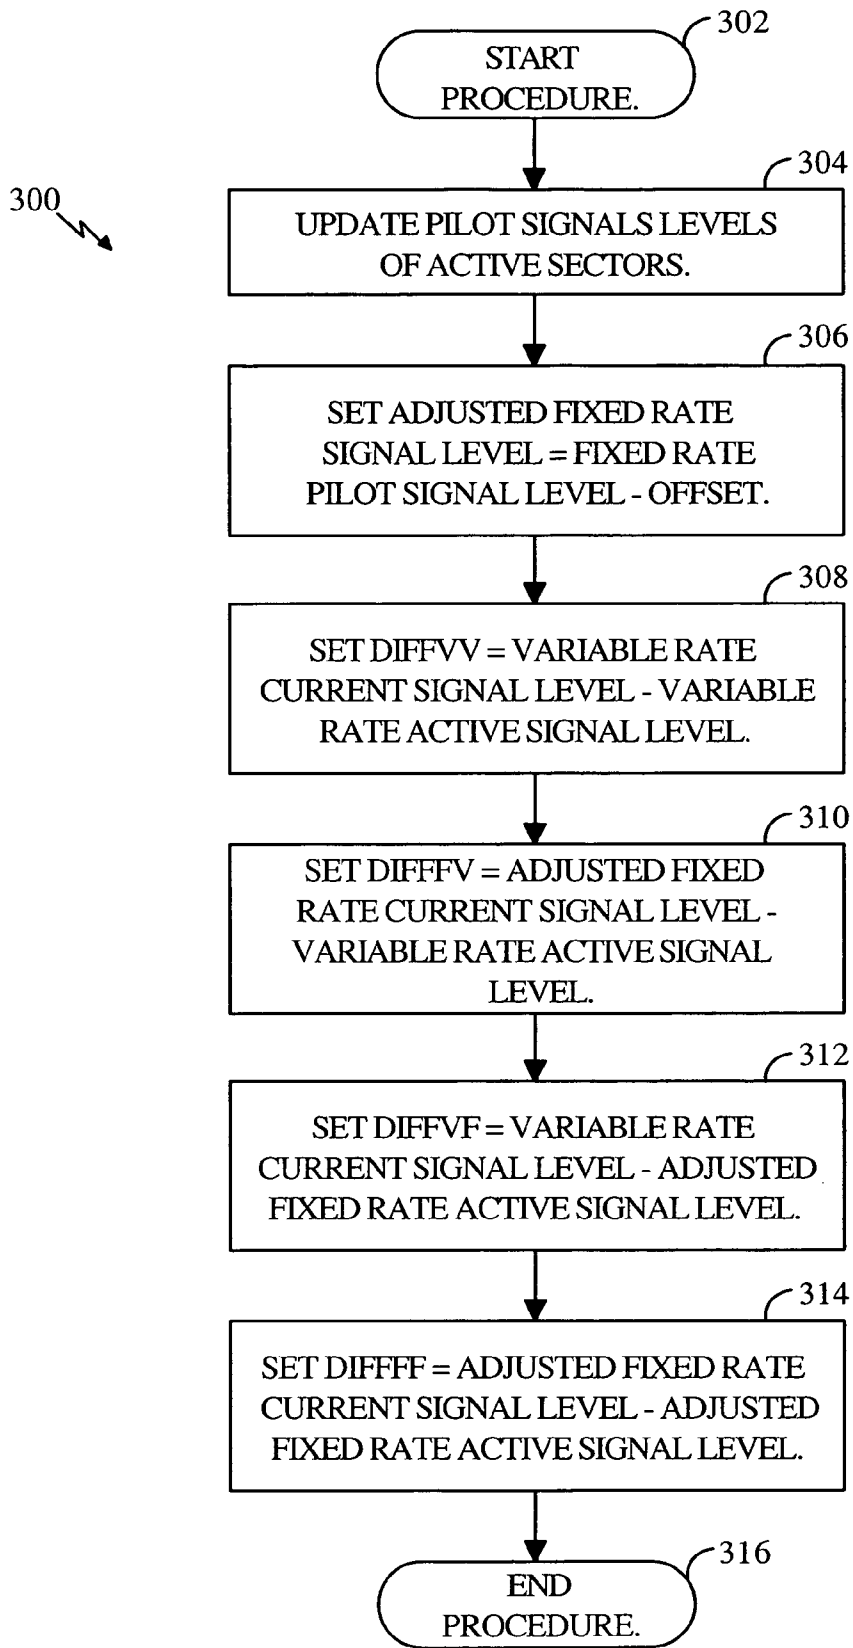 302
START
PROCEDURE.
304
300
UPDATE PILOT SIGNALS LEVELS
OF ACTIVE SECTORS.
306
SET ADJUSTED FIXED RATE
SIGNAL LEVEL = FIXED RATE
PILOT SIGNAL LEVEL - OFFSET.
308
SET DIFFVV = VARIABLE RATE
CURRENT SIGNAL LEVEL - VARIABLE
RATE ACTIVE SIGNAL LEVEL.
310
SET DIFFFV = ADJUSTED FIXED
RATE CURRENT SIGNAL LEVEL -
VARIABLE RATE ACTIVE SIGNAL
LEVEL.
312
SET DIFFVF = VARIABLE RATE
CURRENT SIGNAL LEVEL - ADJUSTED
FIXED RATE ACTIVE SIGNAL LEVEL.
314
SET DIFFFF = ADJUSTED FIXED RATE
CURRENT SIGNAL LEVEL - ADJUSTED
FIXED RATE ACTIVE SIGNAL LEVEL.
316
END
PROCEDURE.